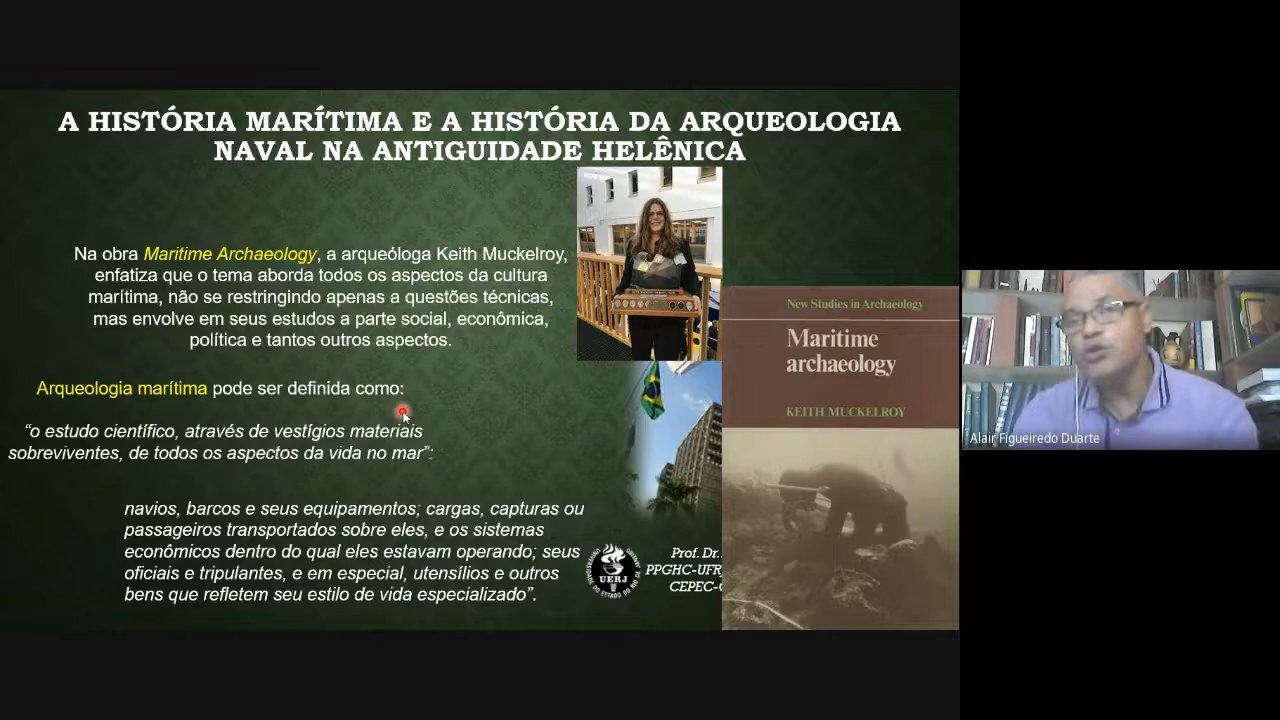 A HISTÓRIA MARÍTIMA E A HISTÓRIA DA ARQUEOLOGIA
NAVAL NA ANTIGUIDADE HELÊNICA
Na obra Maritime Archaeology, a arqueóloga Keith Muckelroy,
enfatiza que o tema aborda todos os aspectos da cultura
marítima, não se restringindo apenas a questões técnicas,
mas envolve em seus estudos a parte social, econômica,
política e tantos outros aspectos.
Arqueologia marítima pode ser definida como:
“o estudo científico, através de vestígios materiais
sobreviventes, de todos os aspectos da vida no mar”:
navios, barcos e seus equipamentos; cargas, capturas ou
passageiros transportados sobre eles, e os sistemas
econômicos dentro do qual eles estavam operando; seus
oficiais e tripulantes, e em especial, utensílios e outros
bens que refletem seu estilo de vida especializado”.
New Studies in Archaeology
Maritime
archaeology
KEITH MUCKELROY
UERJ
Prof. Dr.
PPGHC-UFR
CEPEC-
Alair Figueiredo Duarte